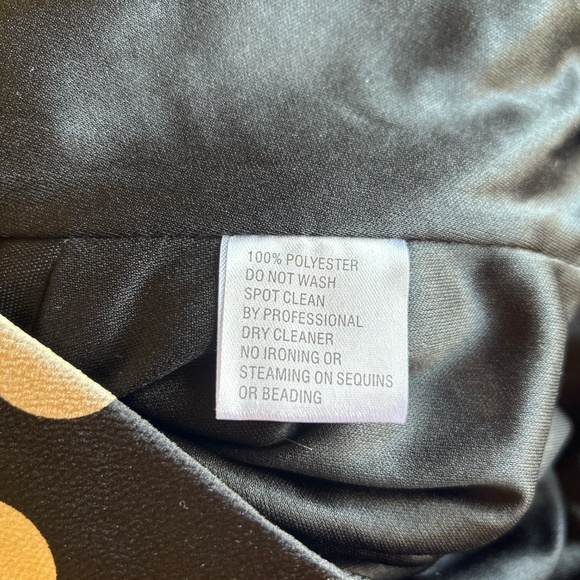 100% POLYESTER
DO NOT WASH
SPOT CLEAN
BY PROFESSIONAL
DRY CLEANER
NO IRONING OR
STEAMING ON SEQUINS
OR BEADING